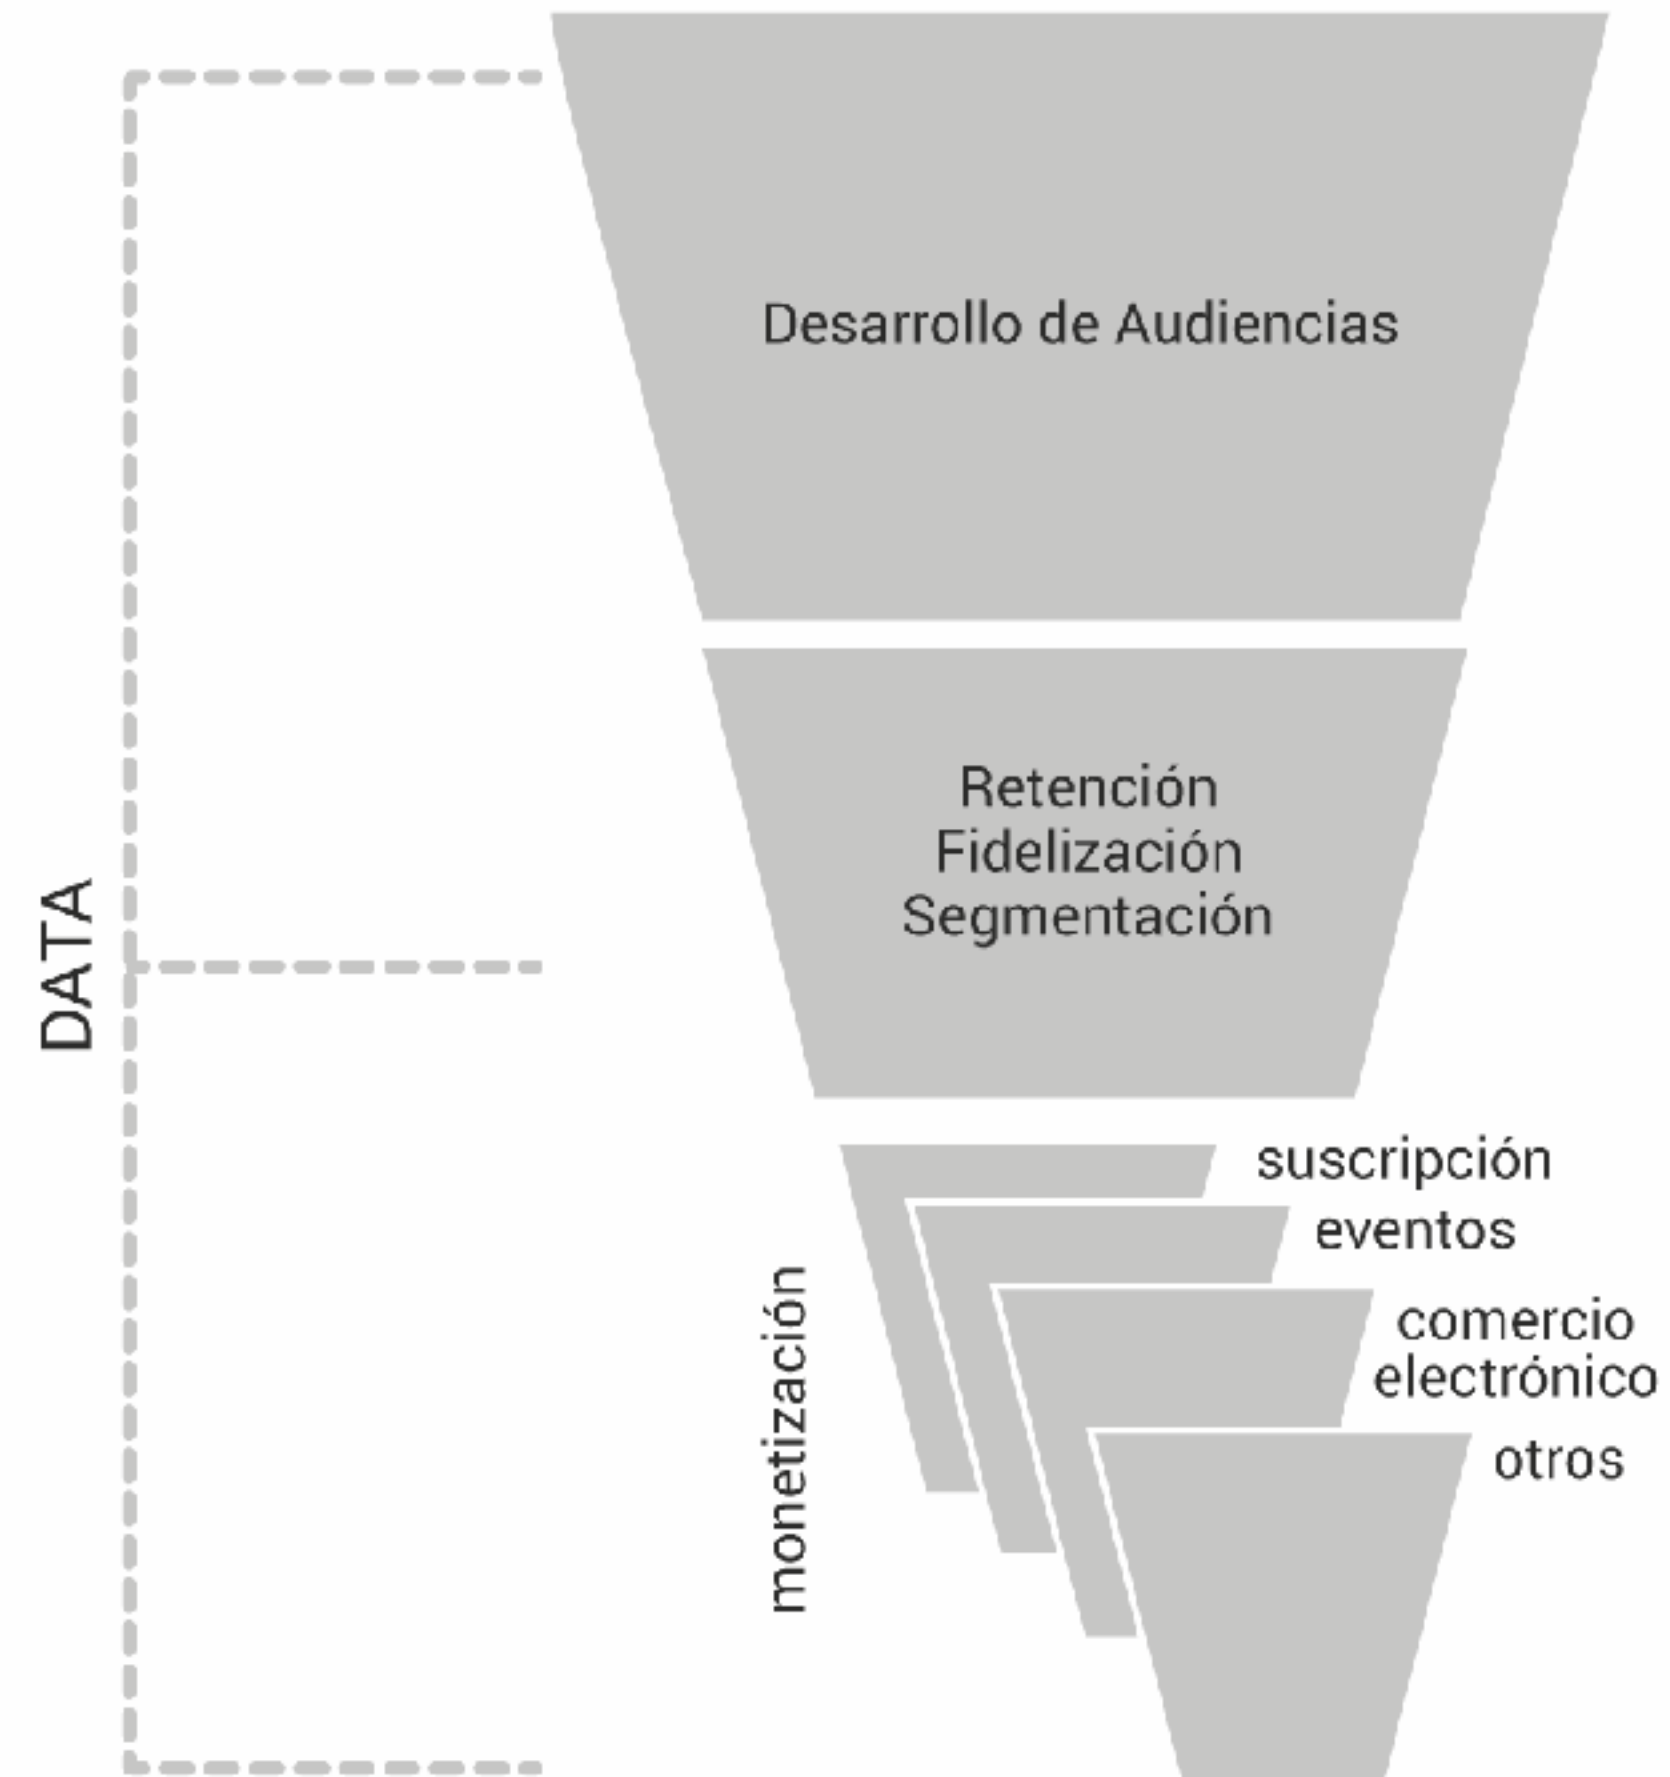 Desarrollo de Audiencias
Retención
Fidelización
Segmentación
DATA
monetización
suscripción
eventos
comercio
electrónico
otros